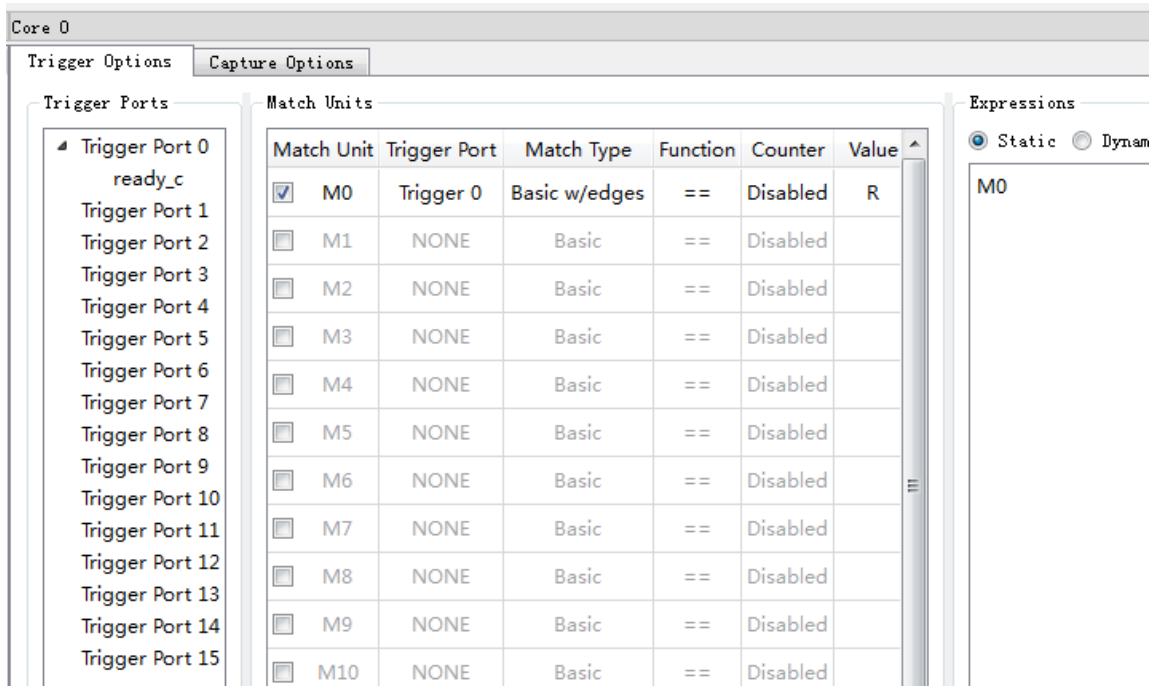 Core 0
Trigger Options Capture Options
Trigger Ports
Trigger Port 0
ready_c
Trigger Port 1
Trigger Port 2
Trigger Port 3
Trigger Port 4
Trigger Port 5
Trigger Port 6
Trigger Port 7
Trigger Port 8
Trigger Port 9
Trigger Port 10
Trigger Port 11
Trigger Port 12
Trigger Port 13
Trigger Port 14
Trigger Port 15
Match Units
Match Unit Trigger Port Match Type Function Counter Value
M0 Trigger 0 Basic w/edges == Disabled R
M1 NONE Basic == Disabled
M2 NONE Basic == Disabled
M3 NONE Basic == Disabled
M4 NONE Basic == Disabled
M5 NONE Basic == Disabled
M6 NONE Basic == Disabled
M7 NONE Basic == Disabled
M8 NONE Basic == Disabled
M9 NONE Basic == Disabled
M10 NONE Basic == Disabled
Expressions
Static Dynam
M0